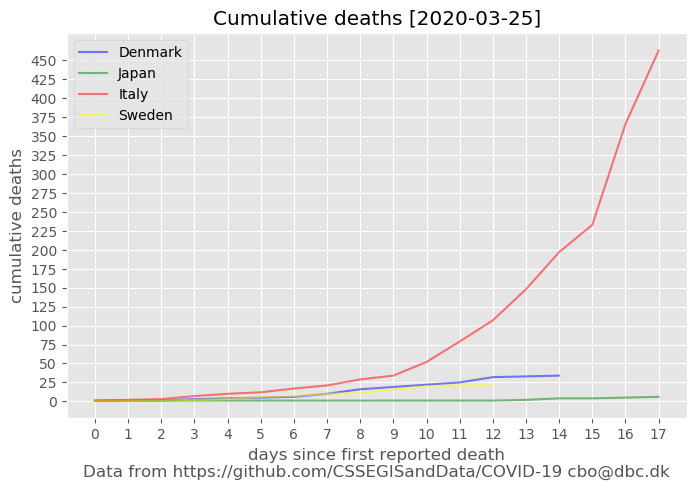 Cumulative deaths [2020-03-25]
Denmark
Japan
Italy
Sweden
cumulative deaths
450
425
400
375
350
325
300
275
250
225
200
175
150
125
100
75
50
25
0
0 1 2 3 4 5 6 7 8 9 10 11 12 13 14 15 16 17
days since first reported death
Data from https://github.com/CSSEGISandData/COVID-19 cbo@dbc.dk